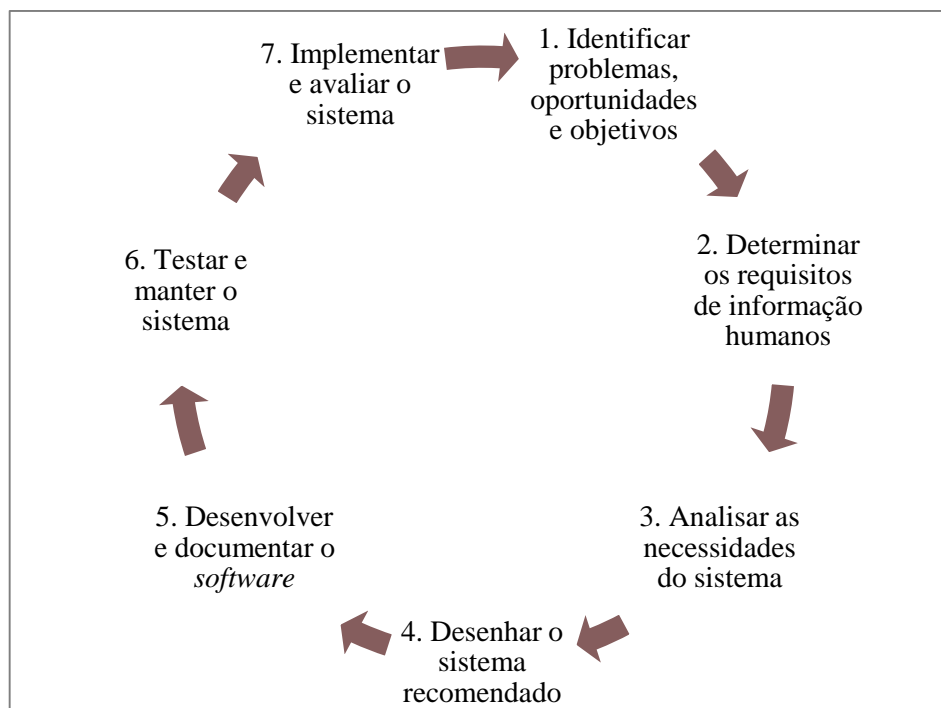 1. Identificar
problemas,
oportunidades
e objetivos
2. Determinar
os requisitos
de informação
humanos
3. Analisar as
necessidades
do sistema
4. Desenhar o
sistema
recomendado
5. Desenvolver
e documentar o
software
6. Testar e
manter o
sistema
7. Implementar
e avaliar o
sistema